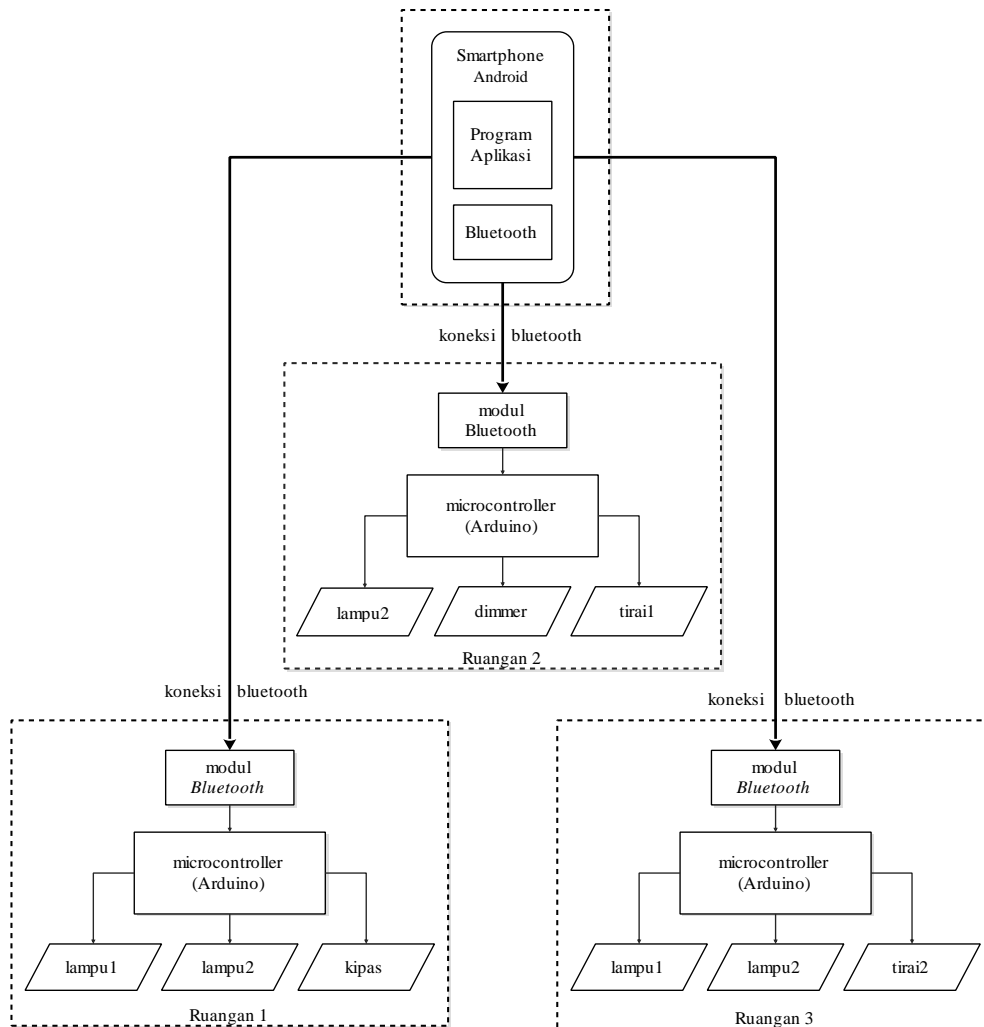 Smartphone
Android
Program
Aplikasi
Bluetooth
koneksi bluetooth
modul
Bluetooth
microcontroller
(Arduino)
lampu2 dimmer tirai1
Ruangan 2
koneksi bluetooth
modul
Bluetooth
microcontroller
(Arduino)
lampu1 lampu2 kipas
Ruangan 1
koneksi bluetooth
modul
Bluetooth
microcontroller
(Arduino)
lampu1 lampu2 tirai2
Ruangan 3